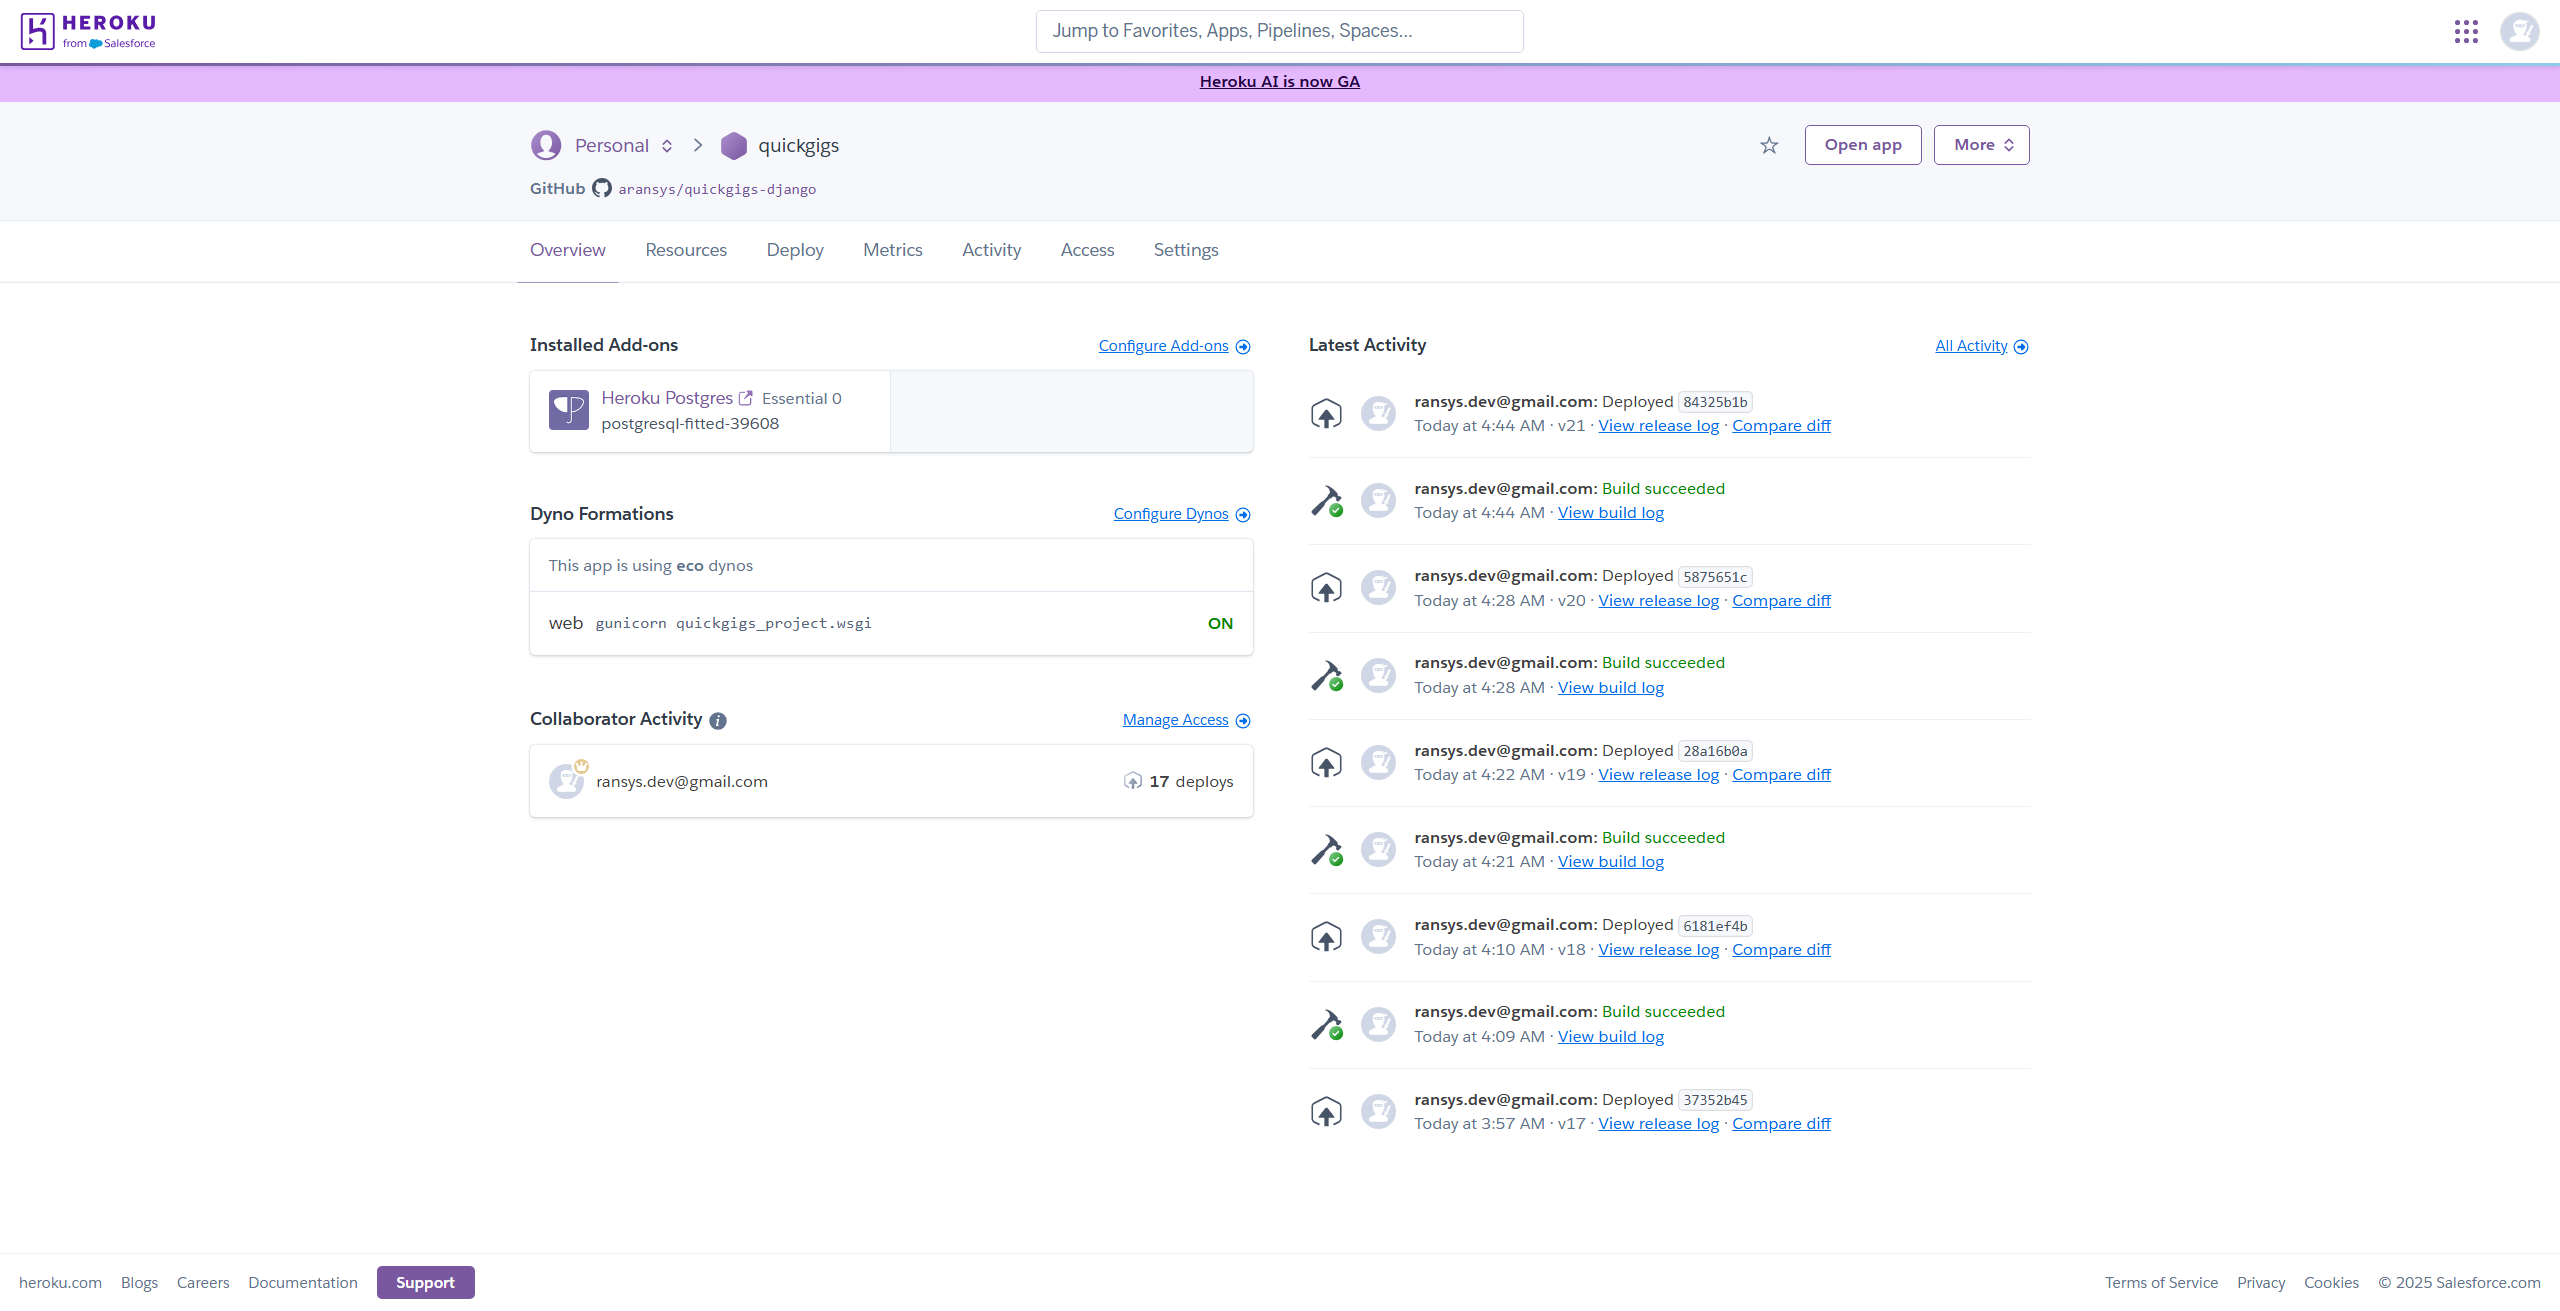 HEROKU
from Salesforce
Jump to Favorites, Apps, Pipelines, Spaces...
Heroku AI is now GA
Personal
quickgigs
Open app
More
GitHub aransys/quickgigs-django
Overview Resources Deploy Metrics Activity Access Settings
Installed Add-ons
Configure Add-ons
Heroku Postgres Essential 0
postgresql-fitted-39608
Dyno Formations
Configure Dynos
This app is using eco dynos
web gunicorn quickgigs_project.wsgi ON
Collaborator Activity
Manage Access
ransys.dev@gmail.com 17 deploys
Latest Activity
All Activity
ransys.dev@gmail.com: Deployed 84325b1b
Today at 4:44 AM · v21 · View release log · Compare diff
ransys.dev@gmail.com: Build succeeded
Today at 4:44 AM · View build log
ransys.dev@gmail.com: Deployed 5875651c
Today at 4:28 AM · v20 · View release log · Compare diff
ransys.dev@gmail.com: Build succeeded
Today at 4:28 AM · View build log
ransys.dev@gmail.com: Deployed 28a16b0a
Today at 4:22 AM · v19 · View release log · Compare diff
ransys.dev@gmail.com: Build succeeded
Today at 4:21 AM · View build log
ransys.dev@gmail.com: Deployed 6181ef4b
Today at 4:10 AM · v18 · View release log · Compare diff
ransys.dev@gmail.com: Build succeeded
Today at 4:09 AM · View build log
ransys.dev@gmail.com: Deployed 37352b45
Today at 3:57 AM · v17 · View release log · Compare diff
heroku.com Blogs Careers Documentation Support
Terms of Service Privacy Cookies © 2025 Salesforce.com